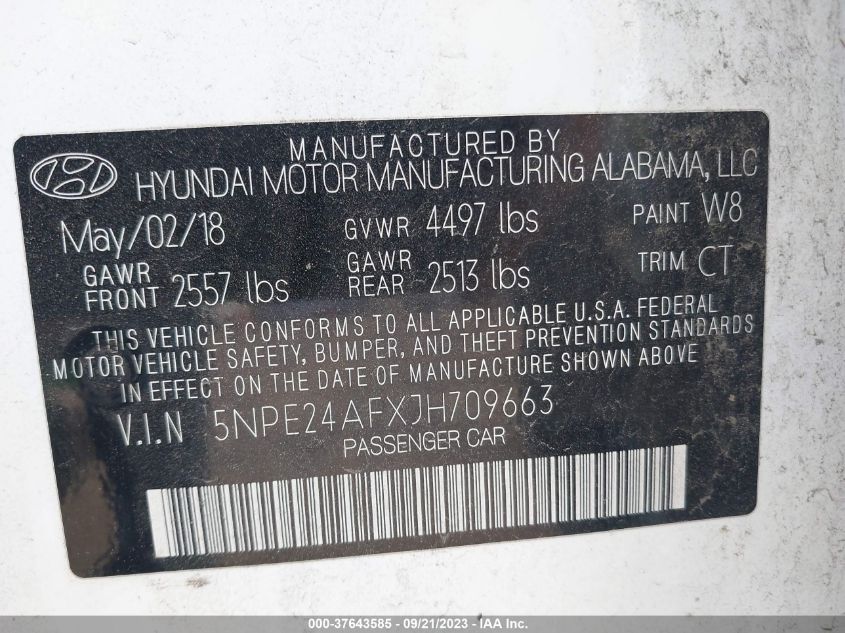 MANUFACTURED BY
HYUNDAI MOTOR MANUFACTURING ALABAMA, LLC
May/02/18 GVWR 4497 lbs PAINT W8
GAWR FRONT 2557 lbs GAWR REAR 2513 lbs TRIM CT
THIS VEHICLE CONFORMS TO ALL APPLICABLE U.S.A. FEDERAL
MOTOR VEHICLE SAFETY, BUMPER, AND THEFT PREVENTION STANDARDS
IN EFFECT ON THE DATE OF MANUFACTURE SHOWN ABOVE
V.I.N 5NPE24AFXJH709663
PASSENGER CAR
000-37643585 - 09/21/2023 - IAA Inc.